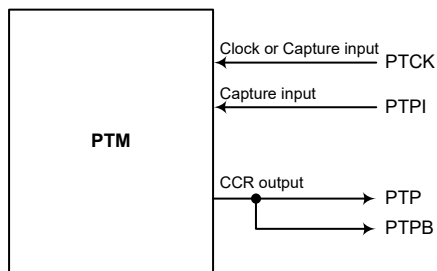 Clock or Capture input
PTCK
Capture input
PTPI
PTM
CCR output
PTP
PTPB